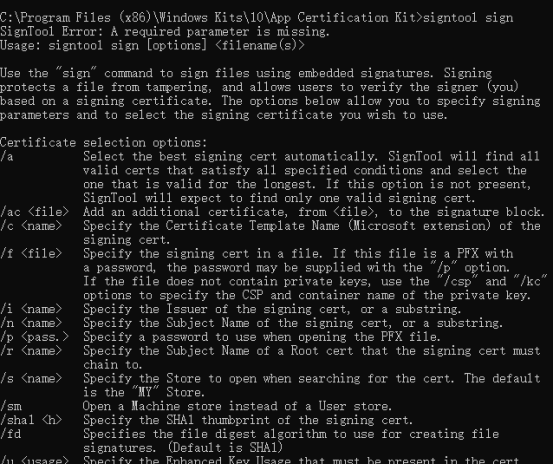 C:\Program Files (x86)\Windows Kits\10\App Certification Kit>signtool sign
SignTool Error: A required parameter is missing.
Usage: signtool sign [options] <filename(s)>
Use the "sign" command to sign files using embedded signatures. Signing
protects a file from tampering, and allows users to verify the signer (you)
based on a signing certificate. The options below allow you to specify signing
parameters and to select the signing certificate you wish to use.
Certificate selection options:
/a Select the best signing cert automatically. SignTool will find all
valid certs that satisfy all specified conditions and select the
one that is valid for the longest. If this option is not present,
SignTool will expect to find only one valid signing cert.
/ac <file> Add an additional certificate, from <file>, to the signature block.
/c <name> Specify the Certificate Template Name (Microsoft extension) of the
signing cert.
/f <file> Specify the signing cert in a file. If this file is a PFX with
a password, the password may be supplied with the "/p" option.
If the file does not contain private keys, use the "/csp" and "/kc"
options to specify the CSP and container name of the private key.
/i <name> Specify the Issuer of the signing cert, or a substring.
/n <name> Specify the Subject Name of the signing cert, or a substring.
/p <pass.> Specify a password to use when opening the PFX file.
/r <name> Specify the Subject Name of a Root cert that the signing cert must
chain to.
/s <name> Specify the Store to open when searching for the cert. The default
is the "MY" Store.
/sm Open a Machine store instead of a User store.
/sha1 <h> Specify the SHA1 thumbprint of the signing cert.
/fd Specifies the file digest algorithm to use for creating file
signatures. (Default is SHA1)
/u <usage> Specify the Enhanced Key Usage that must be present in the cert.